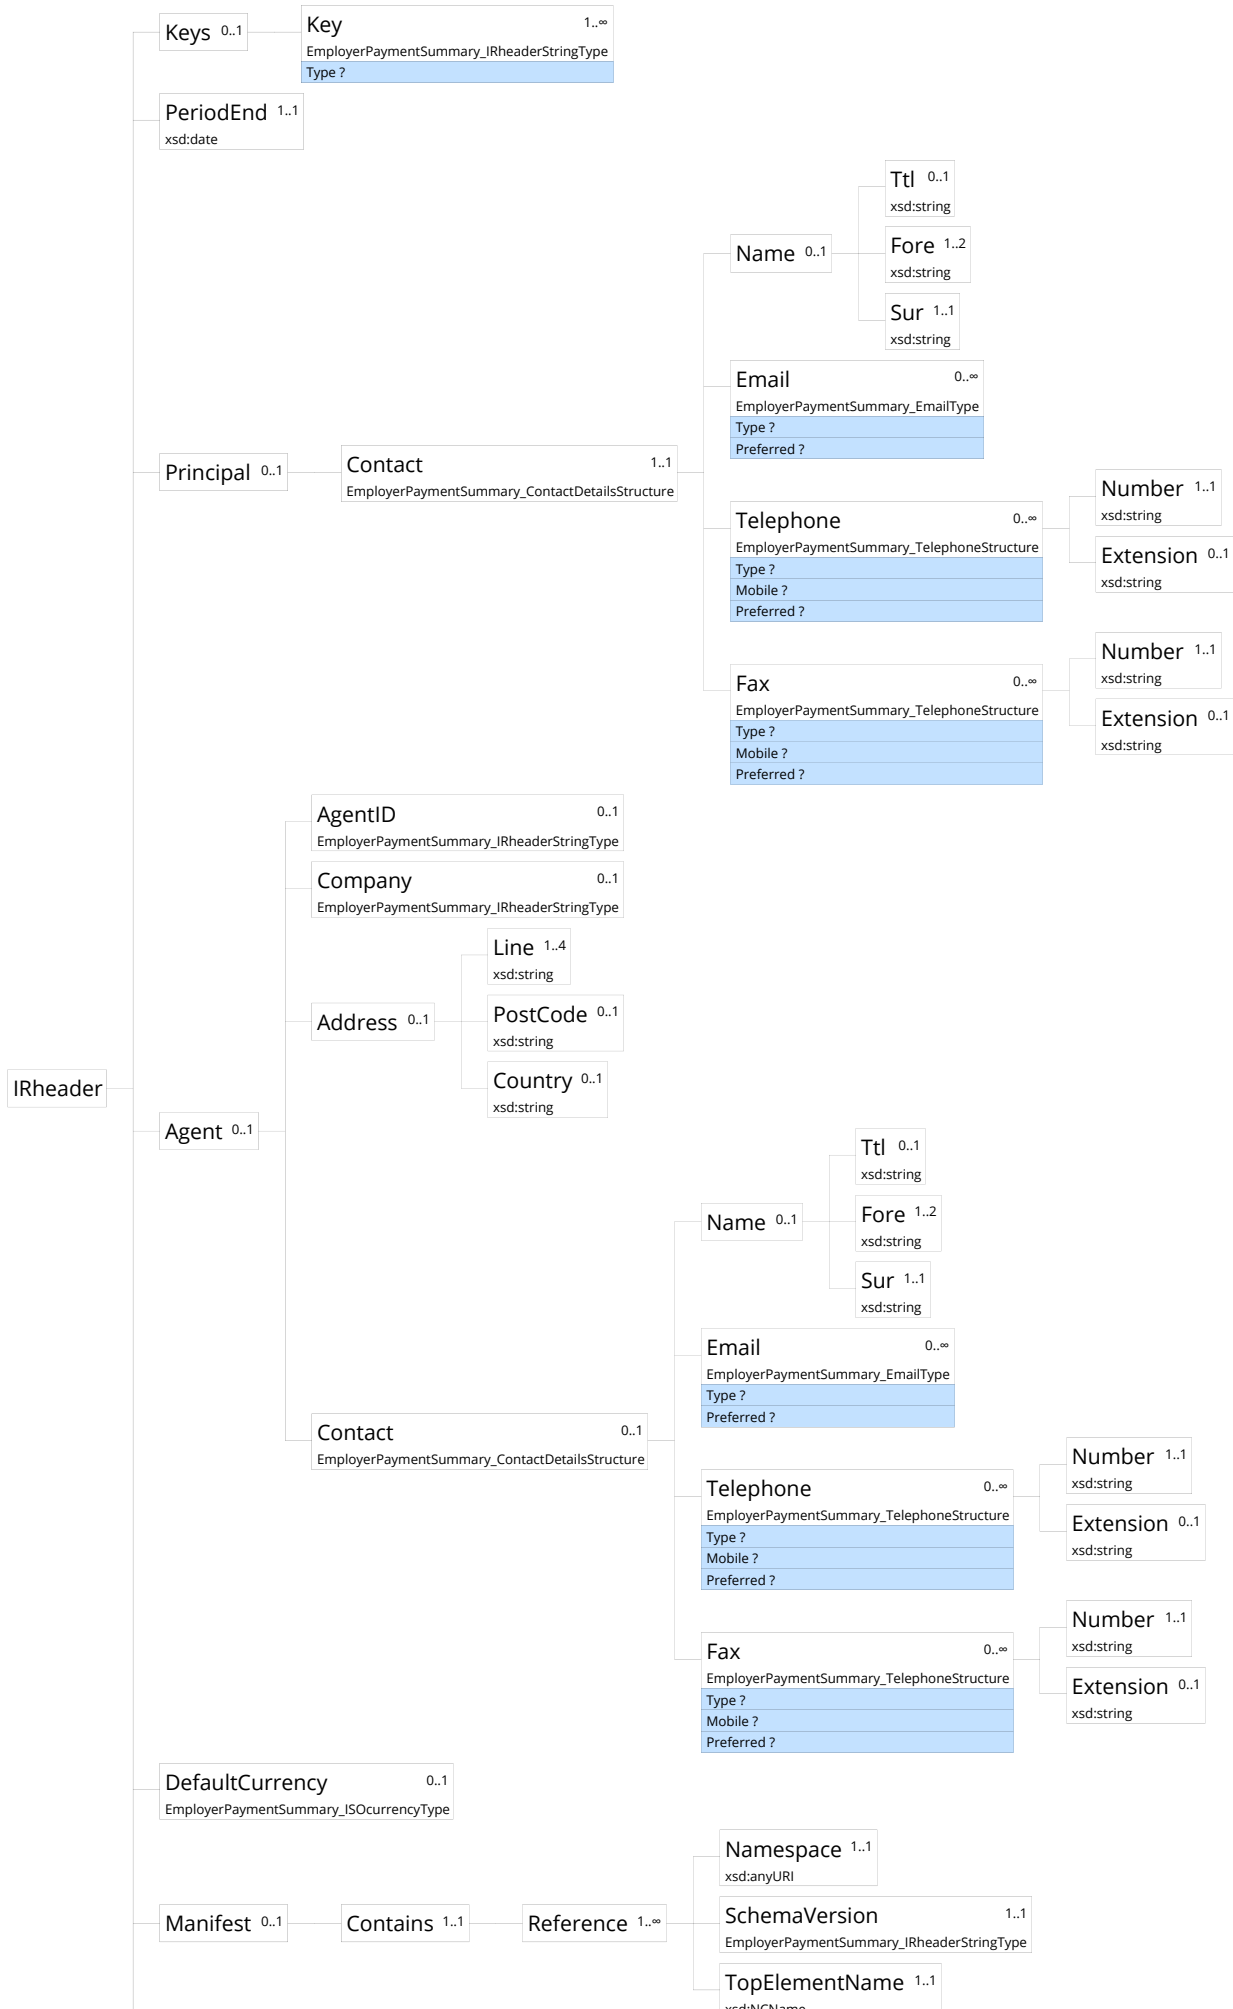 Keys 0..1
Key 1..∞
EmployerPaymentSummary_IRheaderStringType
Type ?
PeriodEnd 1..1
xsd:date
Ttl 0..1
xsd:string
Name 0..1
Fore 1..2
xsd:string
Sur 1..1
xsd:string
Email 0..∞
EmployerPaymentSummary_EmailType
Type ?
Preferred ?
Principal 0..1
Contact 1..1
EmployerPaymentSummary_ContactDetailsStructure
Number 1..1
xsd:string
Telephone 0..∞
EmployerPaymentSummary_TelephoneStructure
Type ?
Mobile ?
Preferred ?
Extension 0..1
xsd:string
Number 1..1
xsd:string
Fax 0..∞
EmployerPaymentSummary_TelephoneStructure
Type ?
Mobile ?
Preferred ?
Extension 0..1
xsd:string
AgentID 0..1
EmployerPaymentSummary_IRheaderStringType
Company 0..1
EmployerPaymentSummary_IRheaderStringType
Line 1..4
xsd:string
Address 0..1
PostCode 0..1
xsd:string
Country 0..1
xsd:string
IRheader
Agent 0..1
Ttl 0..1
xsd:string
Name 0..1
Fore 1..2
xsd:string
Sur 1..1
xsd:string
Email 0..∞
EmployerPaymentSummary_EmailType
Type ?
Preferred ?
Contact 0..1
EmployerPaymentSummary_ContactDetailsStructure
Number 1..1
xsd:string
Telephone 0..∞
EmployerPaymentSummary_TelephoneStructure
Type ?
Mobile ?
Preferred ?
Extension 0..1
xsd:string
Number 1..1
xsd:string
Fax 0..∞
EmployerPaymentSummary_TelephoneStructure
Type ?
Mobile ?
Preferred ?
Extension 0..1
xsd:string
DefaultCurrency 0..1
EmployerPaymentSummary_ISOcurrencyType
Namespace 1..1
xsd:anyURI
Manifest 0..1
Contains 1..1
Reference 1..∞
SchemaVersion 1..1
EmployerPaymentSummary_IRheaderStringType
TopElementName 1..1
xsd:NCName